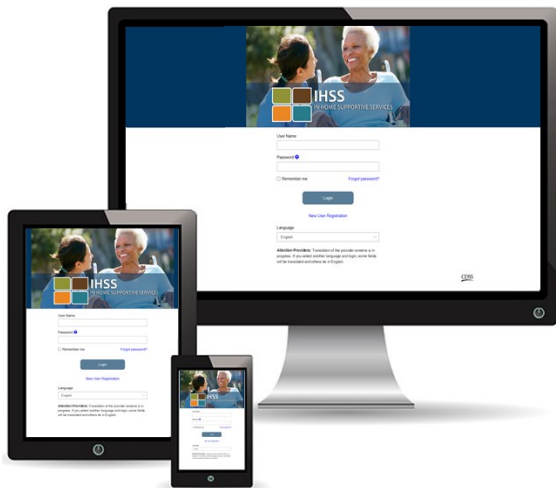 IHSS
IN HOME SUPPORTIVE SERVICES
User Name:
Password
Remember me
Forgot password?
Login
New User Registration
Language:
English
Attention Providers: Translation of the provider screens is in
progress. If you select another language and login, some fields
will be translated and others be in English.
CDSS
IHSS
IN HOME SUPPORTIVE SERVICES
User Name:
Password
Remember me
Forgot password?
Login
New User Registration
Language:
English
Attention Providers: Translation of the provider screens is in
progress. If you select another language and login, some fields
will be translated and others be in English.
IHSS